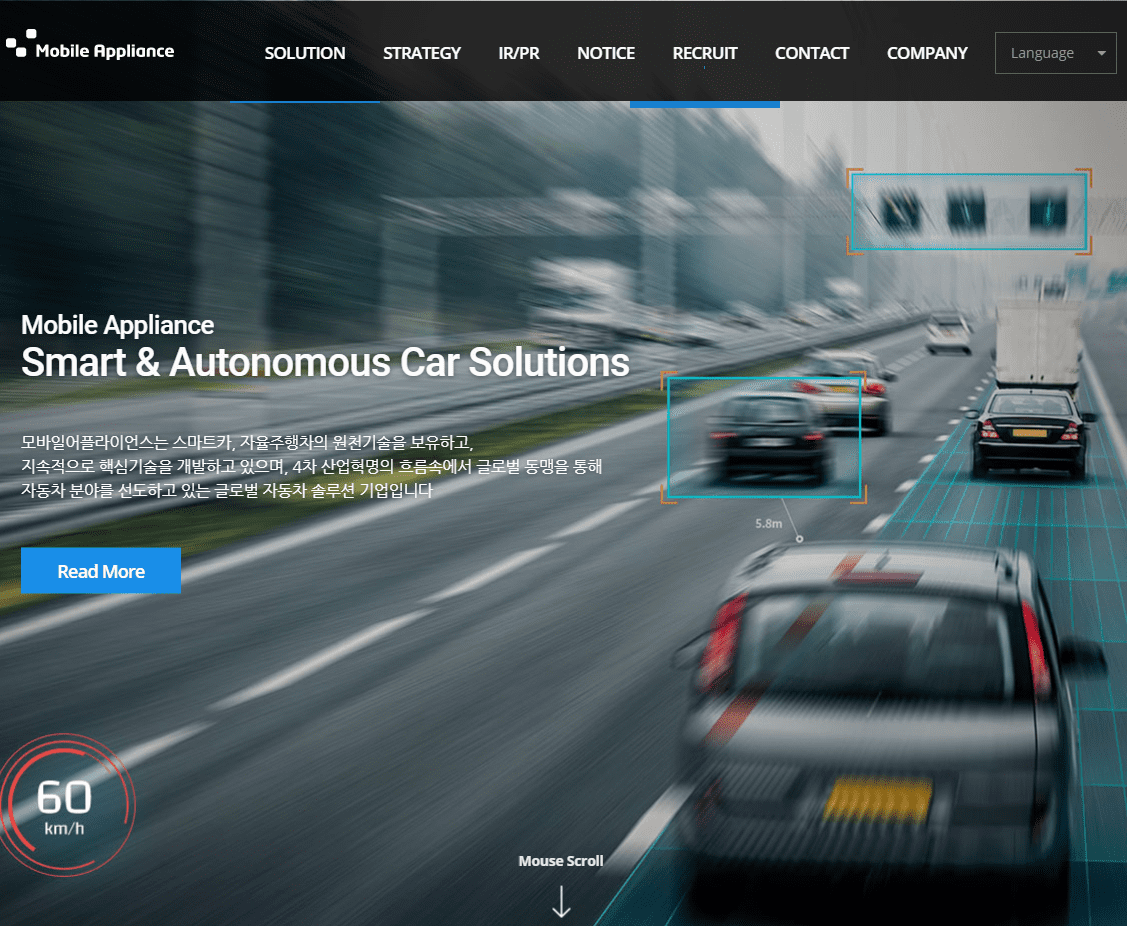 Mobile Appliance
SOLUTION STRATEGY IR/PR NOTICE RECRUIT CONTACT COMPANY Language
Mobile Appliance
Smart & Autonomous Car Solutions
모바일어플라이언스는 스마트카, 자율주행차의 원천기술을 보유하고,
지속적으로 핵심기술을 개발하고 있으며, 4차 산업혁명의 흐름속에서 글로벌 동맹을 통해
자동차 분야를 선도하고 있는 글로벌 자동차 솔루션 기업입니다
5.8m
Read More
60
km/h
Mouse Scroll